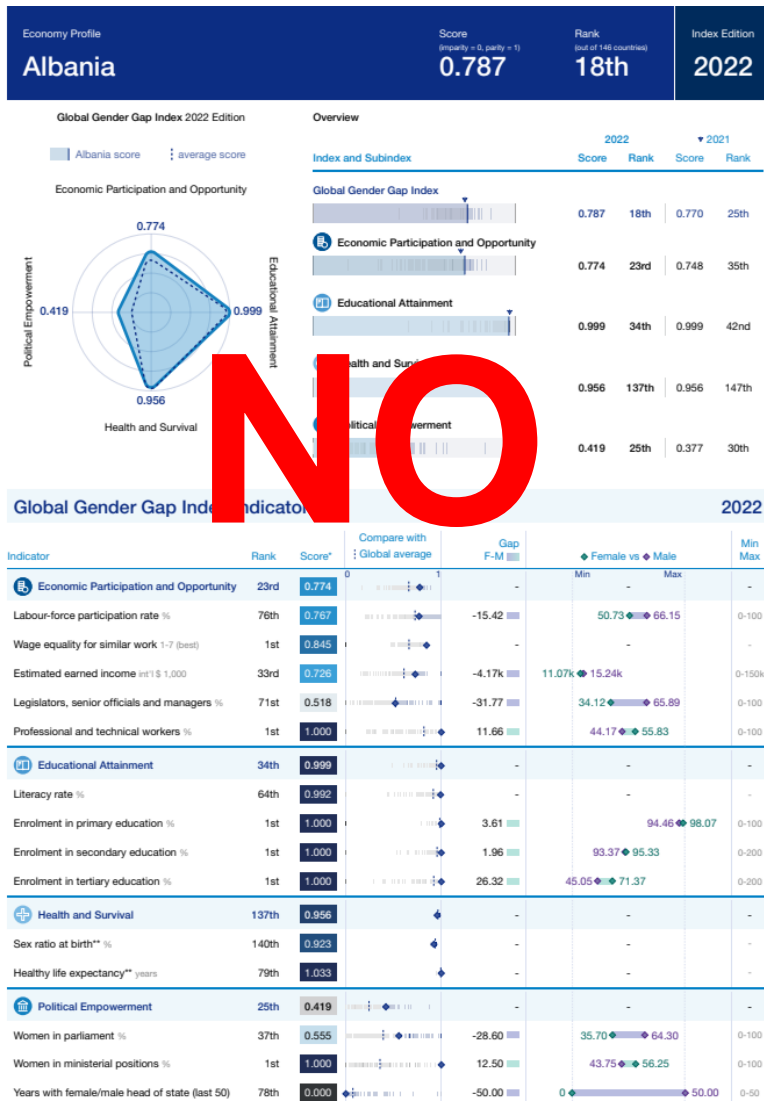 Economy Profile
Albania
Score
(imparity = 0, parity = 1)
0.787
Rank
(out of 146 countries)
18th
Index Edition
2022
Global Gender Gap Index 2022 Edition
Albania score
average score
Economic Participation and Opportunity
0.774
Political Empowerment
0.419
0.999
Educational Attainment
0.956
Health and Survival
Overview
2022 2021
Index and Subindex Score Rank Score Rank
Global Gender Gap Index
0.787 18th 0.770 25th
Economic Participation and Opportunity
0.774 23rd 0.748 35th
Educational Attainment
0.999 34th 0.999 42nd
and
0.956 137th 0.956 147th
0.419 25th 0.377 30th
NO
Global Gender Gap 2022
Indicator Rank Score* Compare with Global average Gap F-M Female vs Male Min Max
0 1 Min Max
Economic Participation and Opportunity 23rd 0.774 - - -
Labour-force participation rate % 76th 0.767 -15.42 50.73 66.15 0-100
Wage equality for similar work 1-7 (best) 1st 0.845 - - -
Estimated earned income int'l $ 1,000 33rd 0.726 -4.17k 11.07k 15.24k 0-150k
Legislators, senior officials and managers % 71st 0.518 -31.77 34.12 65.89 0-100
Professional and technical workers % 1st 1.000 11.66 44.17 55.83 0-100
Educational Attainment 34th 0.999 - - -
Literacy rate % 64th 0.992 - - -
Enrolment in primary education % 1st 1.000 3.61 94.46 98.07 0-100
Enrolment in secondary education % 1st 1.000 1.96 93.37 95.33 0-200
Enrolment in tertiary education % 1st 1.000 26.32 45.05 71.37 0-200
Health and Survival 137th 0.956 - - -
Sex ratio at birth** % 140th 0.923 - - -
Healthy life expectancy** years 79th 1.033 - - -
Political Empowerment 25th 0.419 - - -
Women in parliament % 37th 0.555 -28.60 35.70 64.30 0-100
Women in ministerial positions % 1st 1.000 12.50 43.75 56.25 0-100
Years with female/male head of state (last 50) 78th 0.000 -50.00 0 50.00 0-50